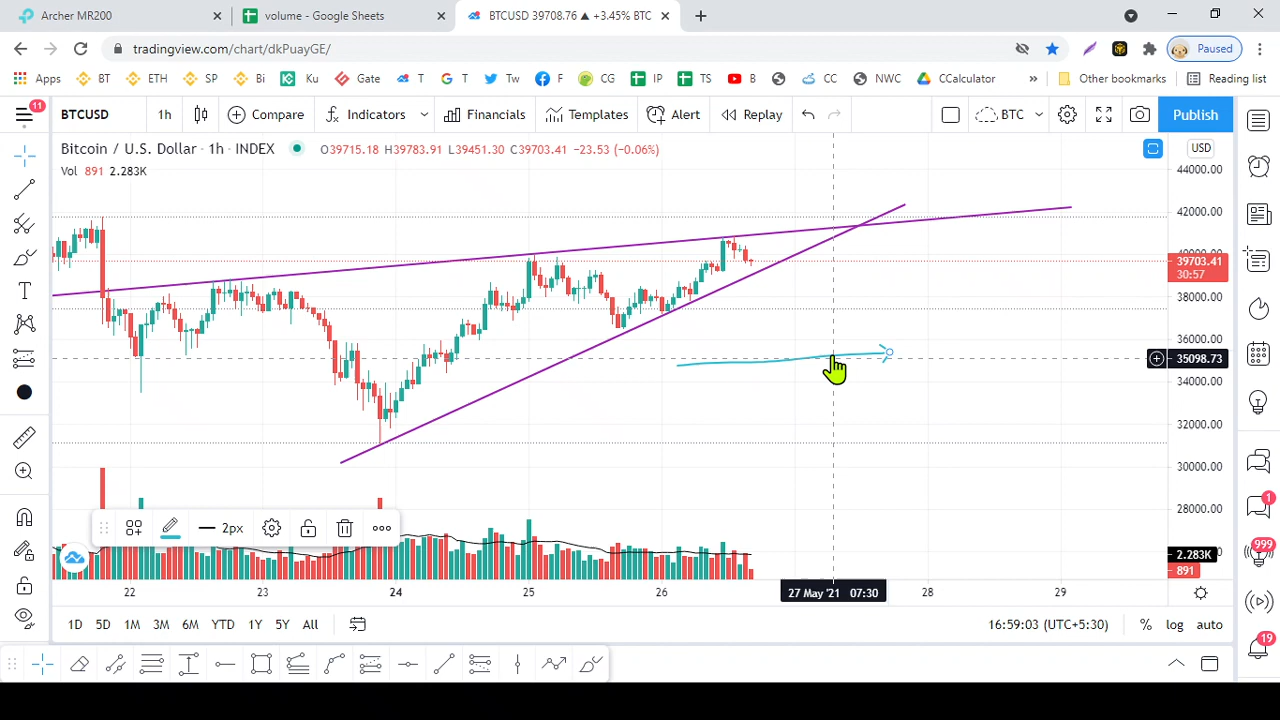 Archer MR200
volume - Google Sheets
BTCUSD 39708.76 ▲ +3.45% BTC
tradingview.com/chart/dkPuayGE/
Paused
Apps BT ETH SP Bi Ku Gate T T Tw F CG IP TS B CC NWC CCalculator » Other bookmarks Reading list
11
BTCUSD 1h Compare Indicators Financials Templates Alert Replay BTC Publish
Bitcoin / U.S. Dollar · 1h · INDEX O39715.18 H39783.91 L39451.30 C39703.41 −23.53 (−0.06%)
USD
Vol 891 2.283K
44000.00
42000.00
40000.00
39703.41
30:57
38000.00
36000.00
35098.73
34000.00
32000.00
30000.00
28000.00
2px
1
999
2.283K
891
22 23 24 25 26 27 May '21 07:30 28 29
1D 5D 1M 3M 6M YTD 1Y 5Y All 16:59:03 (UTC+5:30) % log auto
19